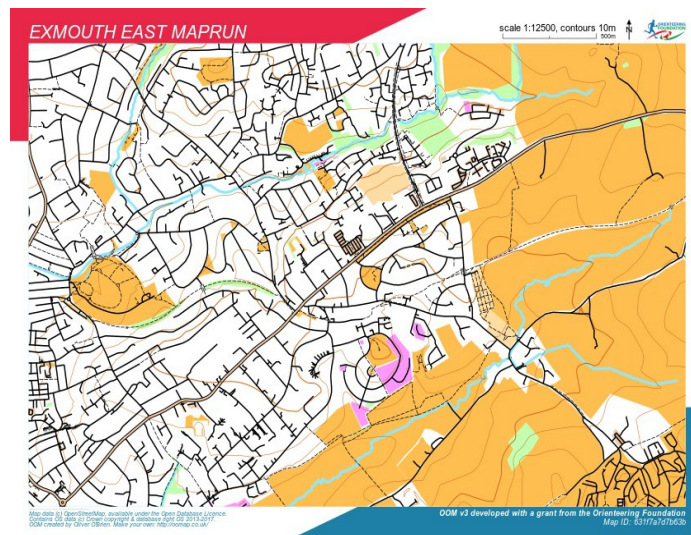 EXMOUTH EAST MAPRUN
scale 1:12500, contours 10m
500m
N
ORIENTEERING
FOUNDATION
Map data (c) OpenStreetMap, available under the Open Database Licence.
Contains OS data (c) Crown copyright & database right OS 2013-2017.
OOM created by Oliver O'Brien. Make your own: http://oomap.co.uk/
OOM v3 developed with a grant from the Orienteering Foundation
Map ID: 631f7a7d7b63b